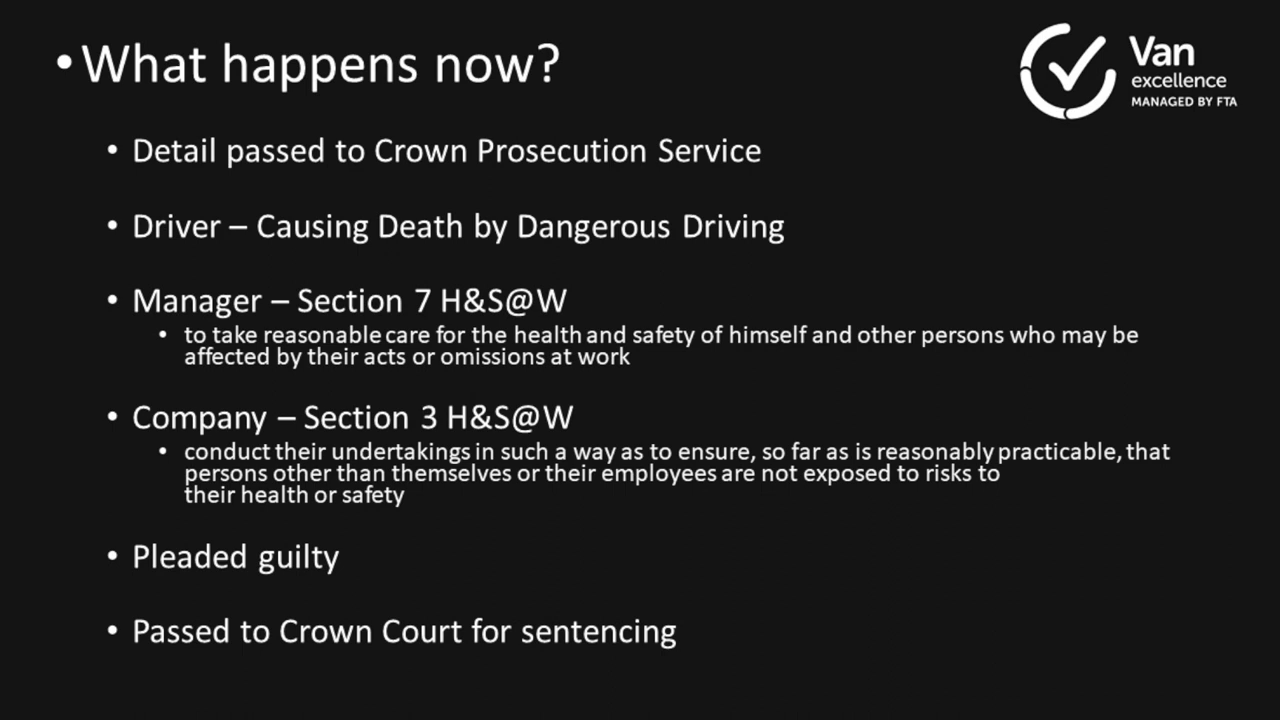 • What happens now?
Van
excellence
MANAGED BY FTA
• Detail passed to Crown Prosecution Service
• Driver – Causing Death by Dangerous Driving
• Manager – Section 7 H&S@W
• to take reasonable care for the health and safety of himself and other persons who may be
affected by their acts or omissions at work
• Company – Section 3 H&S@W
• conduct their undertakings in such a way as to ensure, so far as is reasonably practicable, that
persons other than themselves or their employees are not exposed to risks to
their health or safety
• Pleaded guilty
• Passed to Crown Court for sentencing